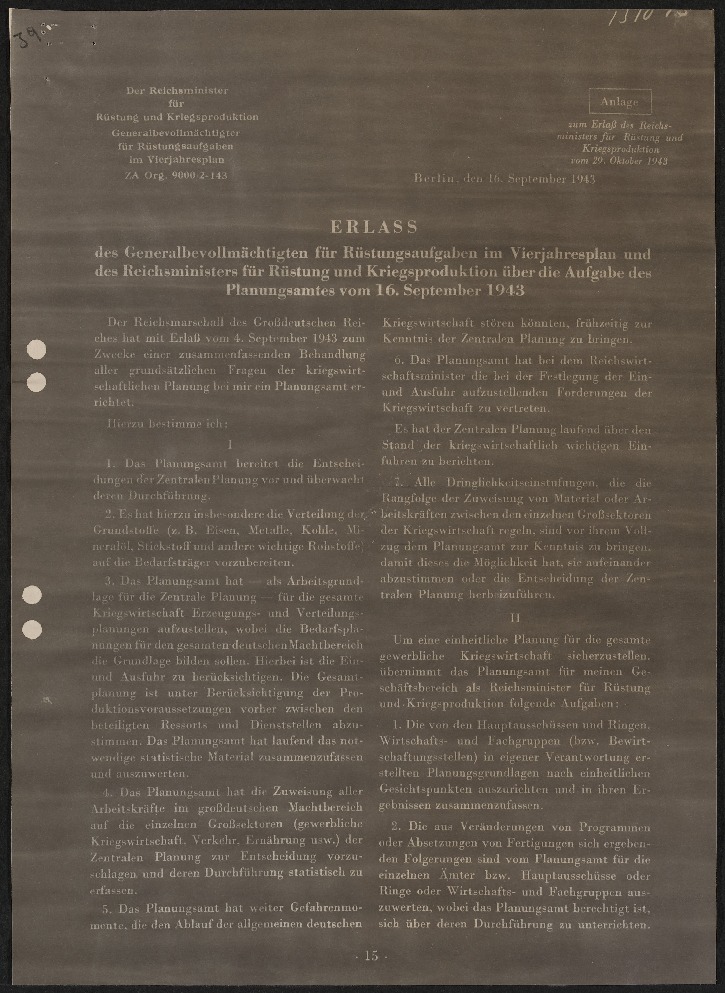 39
1310
Der Reichsminister
für
Rüstung und Kriegsproduktion
Generalbevollmächtigter
für Rüstungsaufgaben
im Vierjahresplan
ZA Org. 9000/2-143
Anlage
zum Erlaß des Reichs-
ministers für Rüstung und
Kriegsproduktion
vom 29. Oktober 1943
Berlin, den 16. September 1943
ERLASS
des Generalbevollmächtigten für Rüstungsaufgaben im Vierjahresplan und
des Reichsministers für Rüstung und Kriegsproduktion über die Aufgabe des
Planungsamtes vom 16. September 1943
Der Reichsmarschall des Großdeutschen Rei-
ches hat mit Erlaß vom 4. September 1943 zum
Zwecke einer zusammenfassenden Behandlung
aller grundsätzlichen Fragen der kriegswirt-
schaftlichen Planung bei mir ein Planungsamt er-
richtet.
Hierzu bestimme ich:
I
1. Das Planungsamt bereitet die Entschei-
dungen der Zentralen Planung vor und überwacht
deren Durchführung.
2. Es hat hierzu insbesondere die Verteilung der
Grundstoffe (z. B. Eisen, Metalle, Kohle, Mi-
neralöl, Stickstoff und andere wichtige Rohstoffe)
auf die Bedarfsträger vorzubereiten.
3. Das Planungsamt hat — als Arbeitsgrund-
lage für die Zentrale Planung — für die gesamte
Kriegswirtschaft Erzeugungs- und Verteilungs-
planungen aufzustellen, wobei die Bedarfspla-
nungen für den gesamten deutschen Machtbereich
die Grundlage bilden sollen. Hierbei ist die Ein-
und Ausfuhr zu berücksichtigen. Die Gesamt-
planung ist unter Berücksichtigung der Pro-
duktionsvoraussetzungen vorher zwischen den
beteiligten Ressorts und Dienststellen abzu-
stimmen. Das Planungsamt hat laufend das not-
wendige statistische Material zusammenzufassen
und auszuwerten.
4. Das Planungsamt hat die Zuweisung aller
Arbeitskräfte im großdeutschen Machtbereich
auf die einzelnen Großsektoren (gewerbliche
Kriegswirtschaft, Verkehr, Ernährung usw.) der
Zentralen Planung zur Entscheidung vorzu-
schlagen und deren Durchführung statistisch zu
erfassen.
5. Das Planungsamt hat weiter Gefahrenmo-
mente, die den Ablauf der allgemeinen deutschen
Kriegswirtschaft stören könnten, frühzeitig zur
Kenntnis der Zentralen Planung zu bringen.
6. Das Planungsamt hat bei dem Reichswirt-
schaftsminister die bei der Festlegung der Ein-
und Ausfuhr aufzustellenden Forderungen der
Kriegswirtschaft zu vertreten.
Es hat der Zentralen Planung laufend über den
Stand der kriegswirtschaftlich wichtigen Ein-
fuhren zu berichten.
7. Alle Dringlichkeitseinstufungen, die die
Rangfolge der Zuweisung von Material oder Ar-
beitskräften zwischen den einzelnen Großsektoren
der Kriegswirtschaft regeln, sind vor ihrem Voll-
zug dem Planungsamt zur Kenntnis zu bringen,
damit dieses die Möglichkeit hat, sie aufeinander
abzustimmen oder die Entscheidung der Zen-
tralen Planung herbeizuführen.
II
Um eine einheitliche Planung für die gesamte
gewerbliche Kriegswirtschaft sicherzustellen,
übernimmt das Planungsamt für meinen Ge-
schäftsbereich als Reichsminister für Rüstung
und Kriegsproduktion folgende Aufgaben:
1. Die von den Hauptausschüssen und Ringen,
Wirtschafts- und Fachgruppen (bzw. Bewirt-
schaftungsstellen) in eigener Verantwortung er-
stellten Planungsgrundlagen nach einheitlichen
Gesichtspunkten auszurichten und in ihren Er-
gebnissen zusammenzufassen.
2. Die aus Veränderungen von Programmen
oder Absetzungen von Fertigungen sich ergeben-
den Folgerungen sind vom Planungsamt für die
einzelnen Ämter bzw. Hauptausschüsse oder
Ringe oder Wirtschafts- und Fachgruppen aus-
zuwerten, wobei das Planungsamt berechtigt ist,
sich über deren Durchführung zu unterrichten.
- 15 -